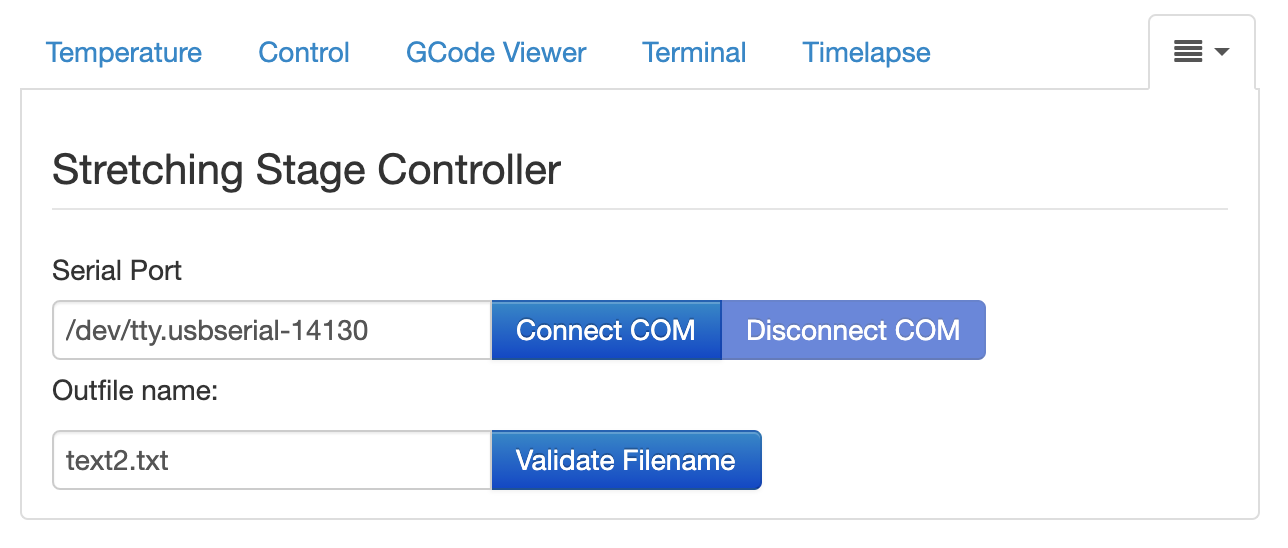 Temperature Control GCode Viewer Terminal Timelapse
Stretching Stage Controller
Serial Port
/dev/tty.usbserial-14130 Connect COM Disconnect COM
Outfile name:
text2.txt Validate Filename